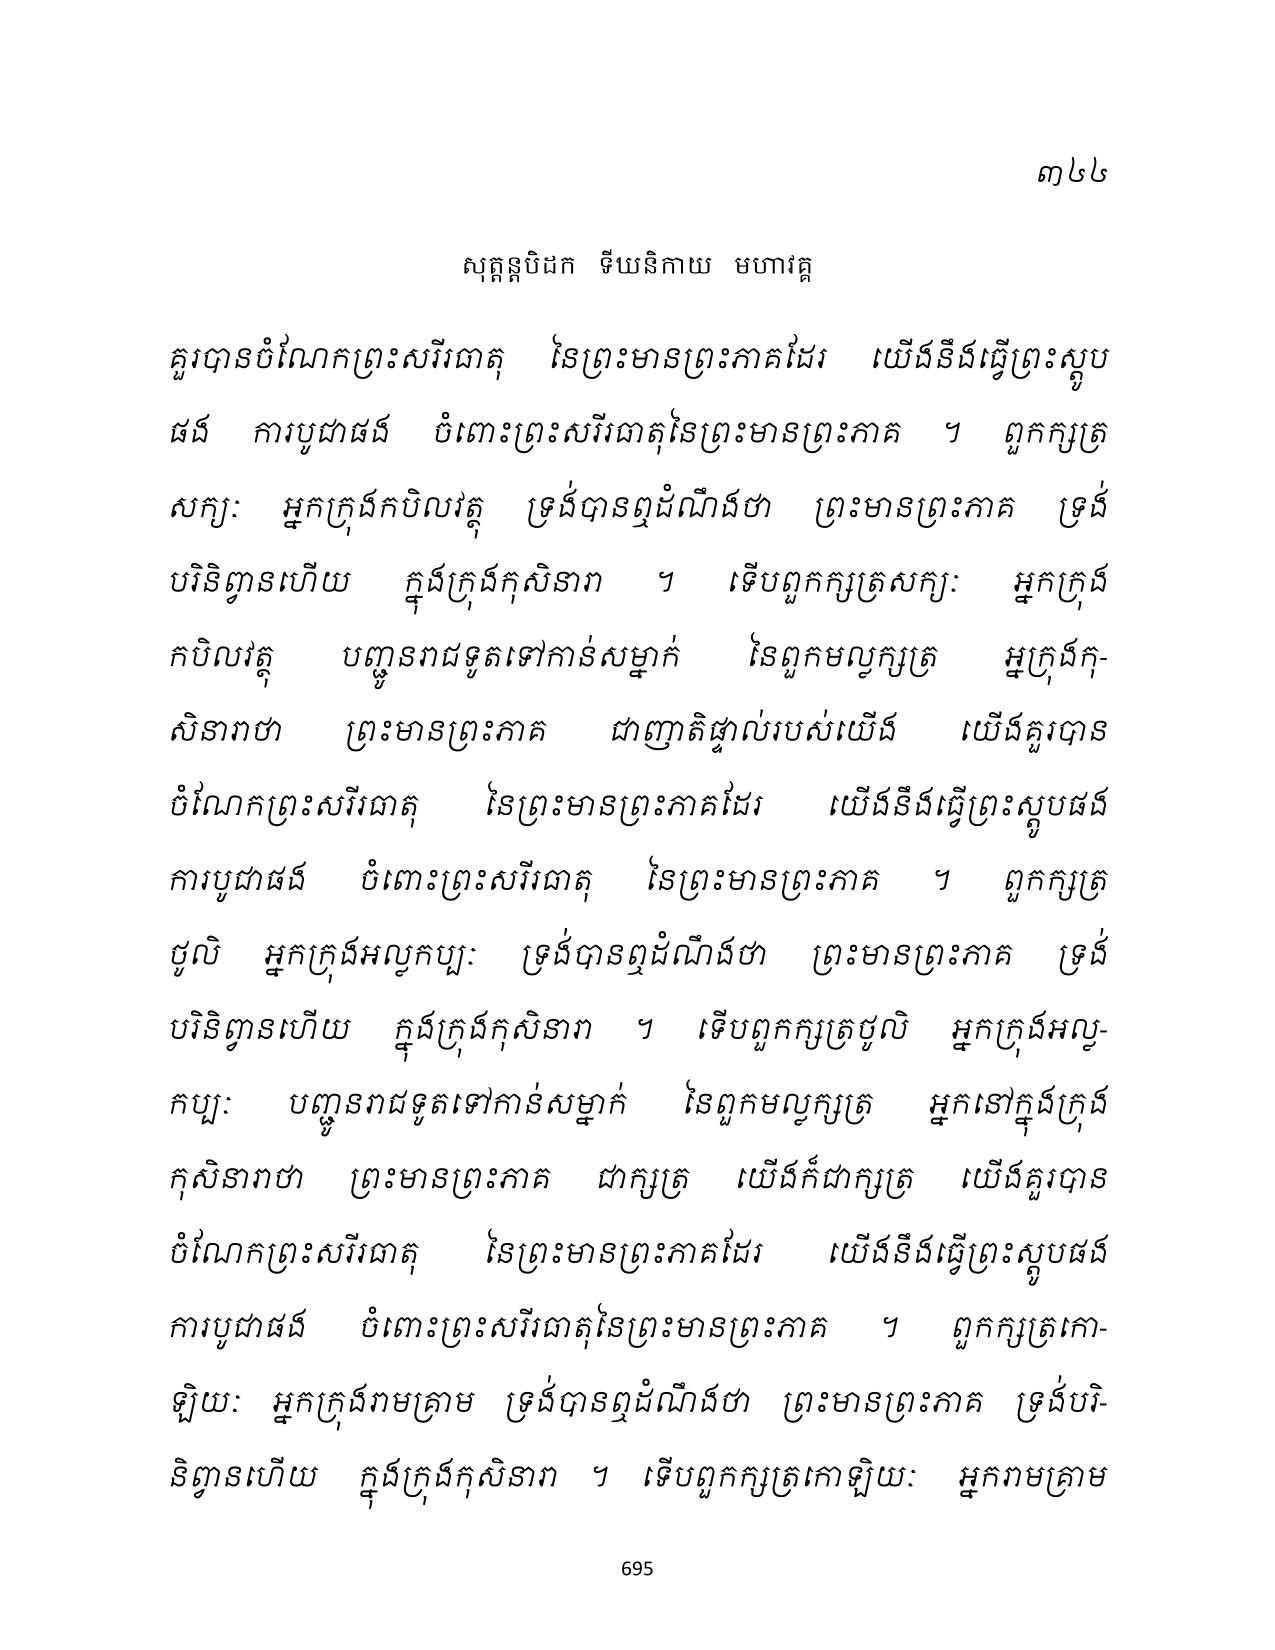 ៣៤៤
សុត្តន្តបិដក ទីឃនិកាយ មហាវគ្គ
គួរបានចំណែកព្រះសរីរធាតុ នៃព្រះមានព្រះភាគដែរ យើងនឹងធ្វើព្រះស្តូប
ផង ការបូជាផង ចំពោះព្រះសរីរធាតុនៃព្រះមានព្រះភាគ ។ ពួកក្សត្រ
សក្យៈ អ្នកក្រុងកបិលវត្ថុ ទ្រង់បានឮដំណឹងថា ព្រះមានព្រះភាគ ទ្រង់
បរិនិព្វានហើយ ក្នុងក្រុងកុសិនារា ។ ទើបពួកក្សត្រសក្យៈ អ្នកក្រុង
កបិលវត្ថុ បញ្ជូនរាជទូតទៅកាន់សម្នាក់ នៃពួកមល្លក្សត្រ អ្នក្រុងកុ-
សិនារាថា ព្រះមានព្រះភាគ ជាញាតិផ្ទាល់របស់យើង យើងគួរបាន
ចំណែកព្រះសរីរធាតុ នៃព្រះមានព្រះភាគដែរ យើងនឹងធ្វើព្រះស្តូបផង
ការបូជាផង ចំពោះព្រះសរីរធាតុ នៃព្រះមានព្រះភាគ ។ ពួកក្សត្រ
ថូលិ អ្នកក្រុងអល្លកប្បៈ ទ្រង់បានឮដំណឹងថា ព្រះមានព្រះភាគ ទ្រង់
បរិនិព្វានហើយ ក្នុងក្រុងកុសិនារា ។ ទើបពួកក្សត្រថូលិ អ្នកក្រុងអល្ល-
កប្បៈ បញ្ជូនរាជទូតទៅកាន់សម្នាក់ នៃពួកមល្លក្សត្រ អ្នកនៅក្នុងក្រុង
កុសិនារាថា ព្រះមានព្រះភាគ ជាក្សត្រ យើងក៏ជាក្សត្រ យើងគួរបាន
ចំណែកព្រះសរីរធាតុ នៃព្រះមានព្រះភាគដែរ យើងនឹងធ្វើព្រះស្តូបផង
ការបូជាផង ចំពោះព្រះសរីរធាតុនៃព្រះមានព្រះភាគ ។ ពួកក្សត្រកោ-
ឡិយៈ អ្នកក្រុងរាមគ្រាម ទ្រង់បានឮដំណឹងថា ព្រះមានព្រះភាគ ទ្រង់បរិ-
និព្វានហើយ ក្នុងក្រុងកុសិនារា ។ ទើបពួកក្សត្រកោឡិយៈ អ្នករាមគ្រាម
695